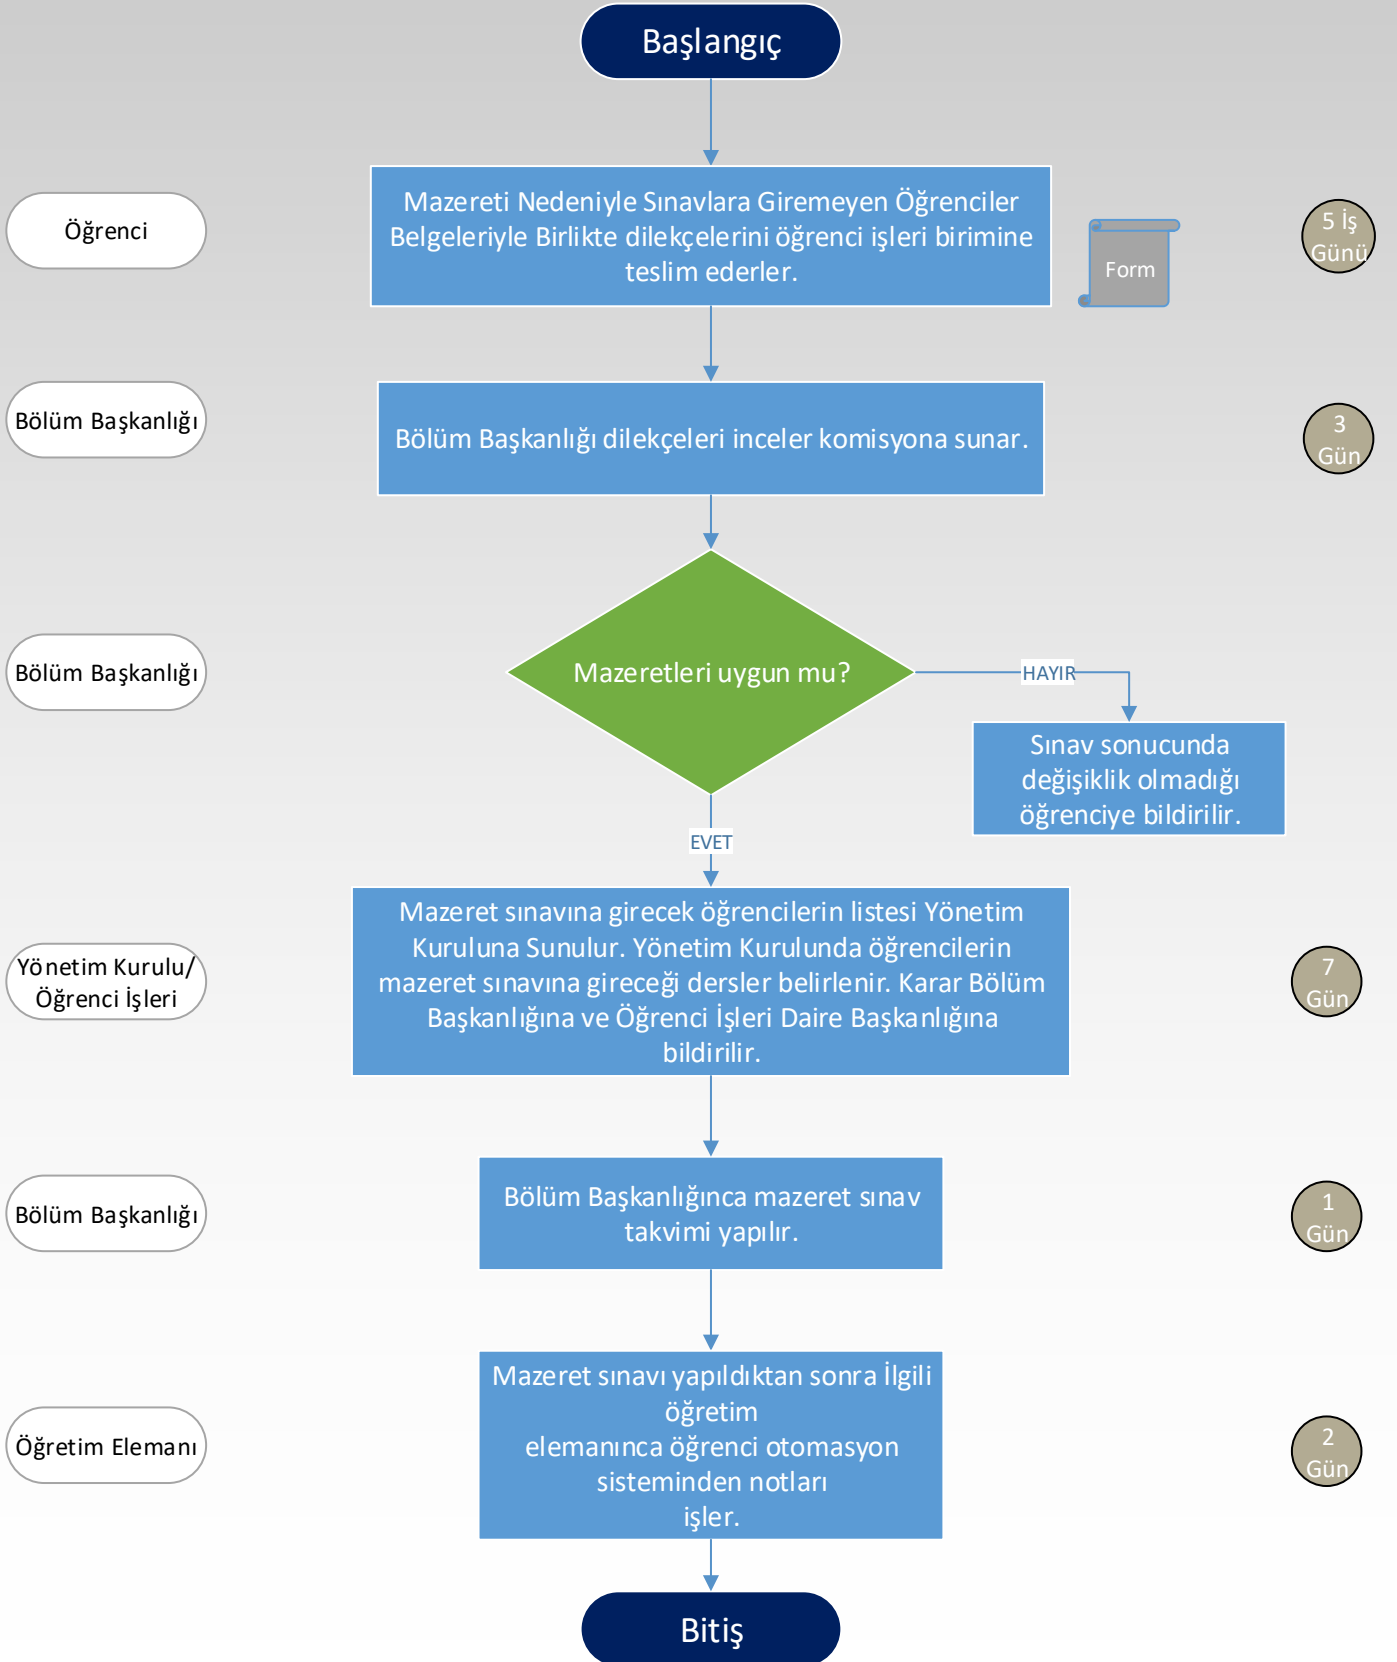 Başlangıç
Öğrenci
Mazereti Nedeniyle Sınavlara Giremeyen Öğrenciler
Belgeleriyle Birlikte dilekçelerini öğrenci işleri birimine
teslim ederler.
Form
5 İş
Günü
Bölüm Başkanlığı
Bölüm Başkanlığı dilekçeleri inceler komisyona sunar.
3
Gün
Bölüm Başkanlığı
Mazeretleri uygun mu?
HAYIR
Sınav sonucunda
değişiklik olmadığı
öğrenciye bildirilir.
EVET
Yönetim Kurulu/
Öğrenci İşleri
Mazeret sınavına girecek öğrencilerin listesi Yönetim
Kuruluna Sunulur. Yönetim Kurulunda öğrencilerin
mazeret sınavına gireceği dersler belirlenir. Karar Bölüm
Başkanlığına ve Öğrenci İşleri Daire Başkanlığına
bildirilir.
7
Gün
Bölüm Başkanlığı
Bölüm Başkanlığınca mazeret sınav
takvimi yapılır.
1
Gün
Öğretim Elemanı
Mazeret sınavı yapıldıktan sonra İlgili
öğretim
elemanınca öğrenci otomasyon
sisteminden notları
işler.
2
Gün
Bitiş